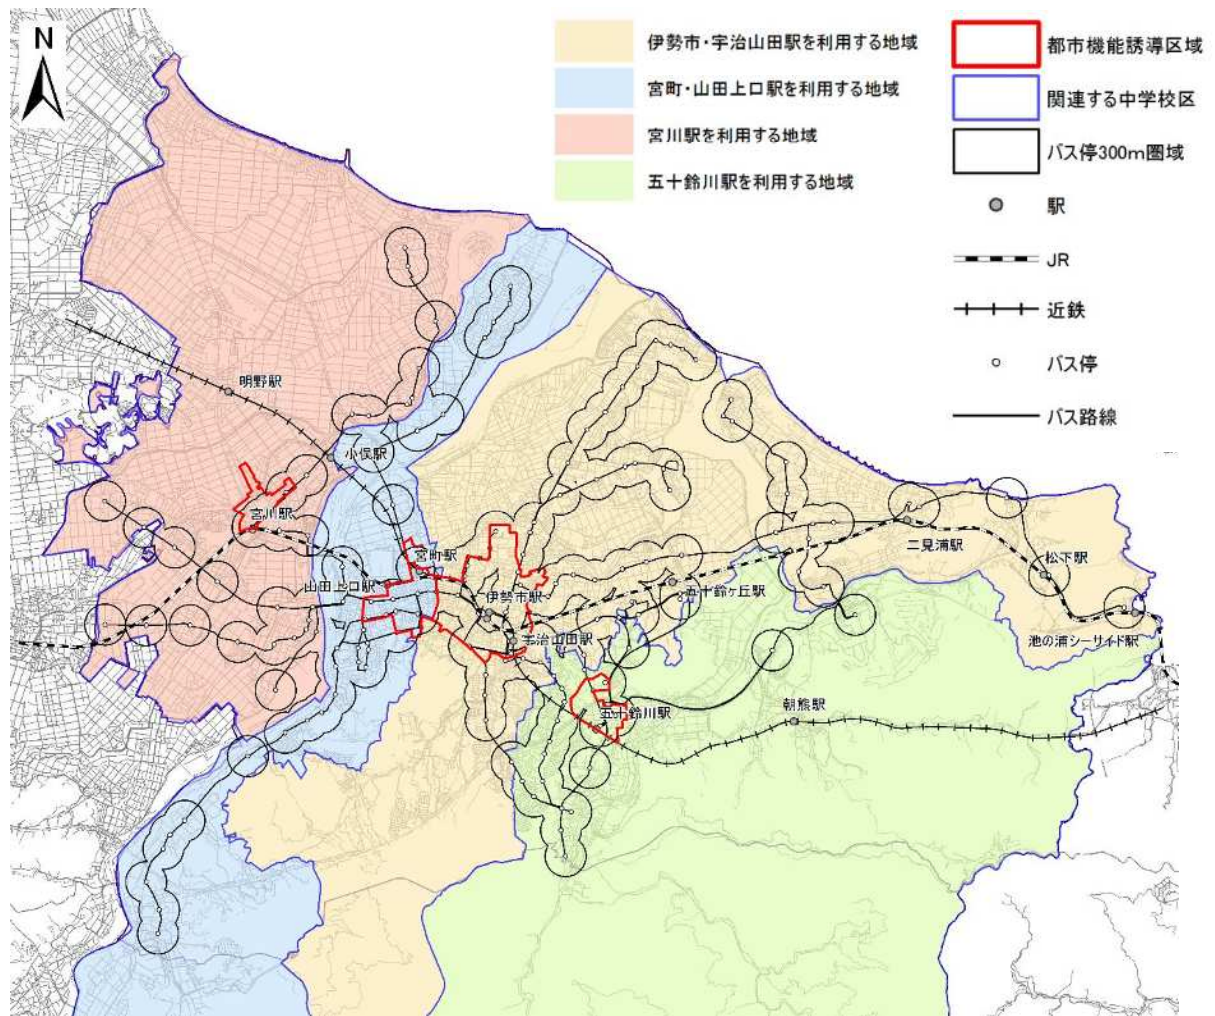 N
伊勢市・宇治山田駅を利用する地域
宮町・山田上口駅を利用する地域
宮川駅を利用する地域
五十鈴川駅を利用する地域
都市機能誘導区域
関連する中学校区
バス停300m圏域
駅
JR
近鉄
バス停
バス路線
明野駅
小俣駅
宮川駅
宮町駅
山田上口駅
伊勢市駅
宇治山田駅
五十鈴ヶ丘駅
二見浦駅
松下駅
池の浦シーサイド駅
五十鈴川駅
朝熊駅